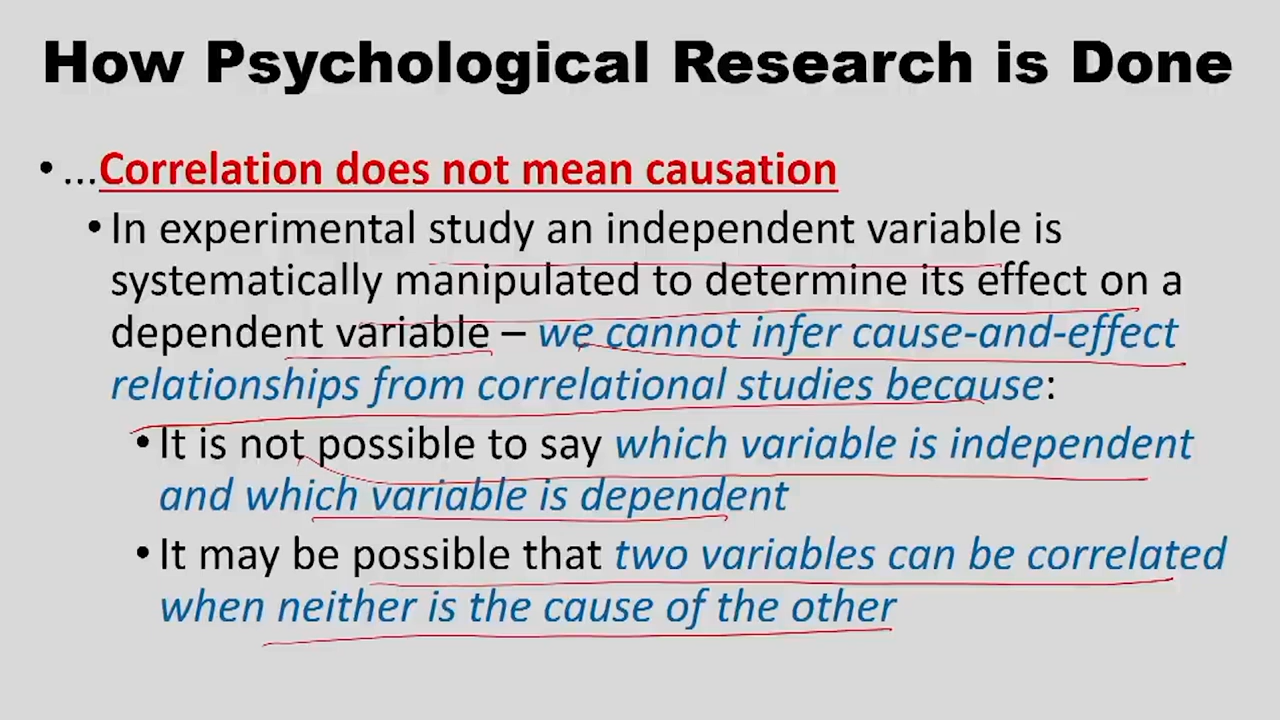 How Psychological Research is Done
• ...Correlation does not mean causation
• In experimental study an independent variable is
systematically manipulated to determine its effect on a
dependent variable – we cannot infer cause-and-effect
relationships from correlational studies because:
• It is not possible to say which variable is independent
and which variable is dependent
• It may be possible that two variables can be correlated
when neither is the cause of the other